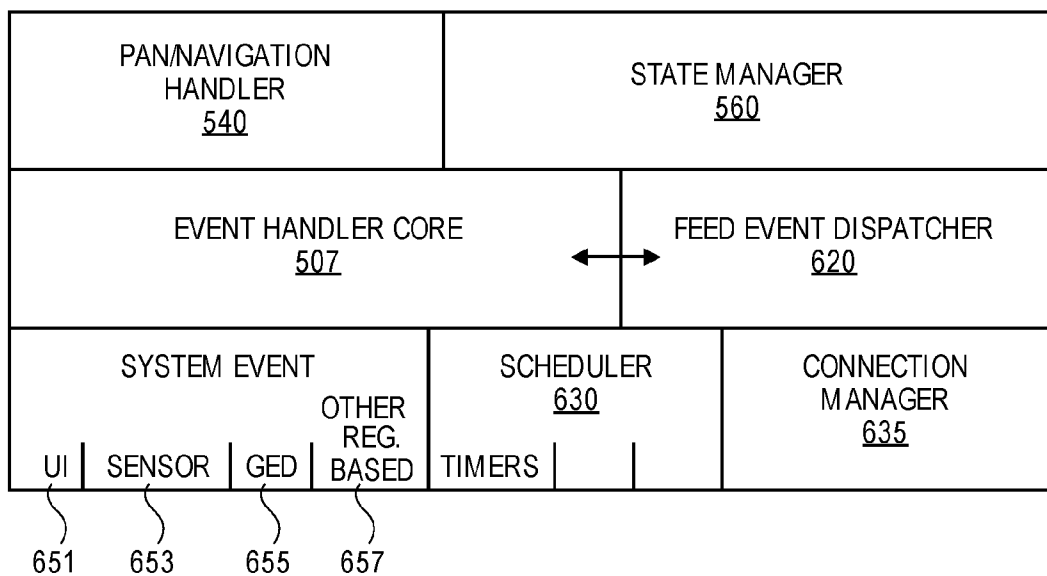 PAN/NAVIGATION
HANDLER
540
STATE MANAGER
560
EVENT HANDLER CORE
507
FEED EVENT DISPATCHER
620
SYSTEM EVENT
UI
SENSOR
GED
OTHER
REG.
BASED
SCHEDULER
630
TIMERS
CONNECTION
MANAGER
635
651
653
655
657